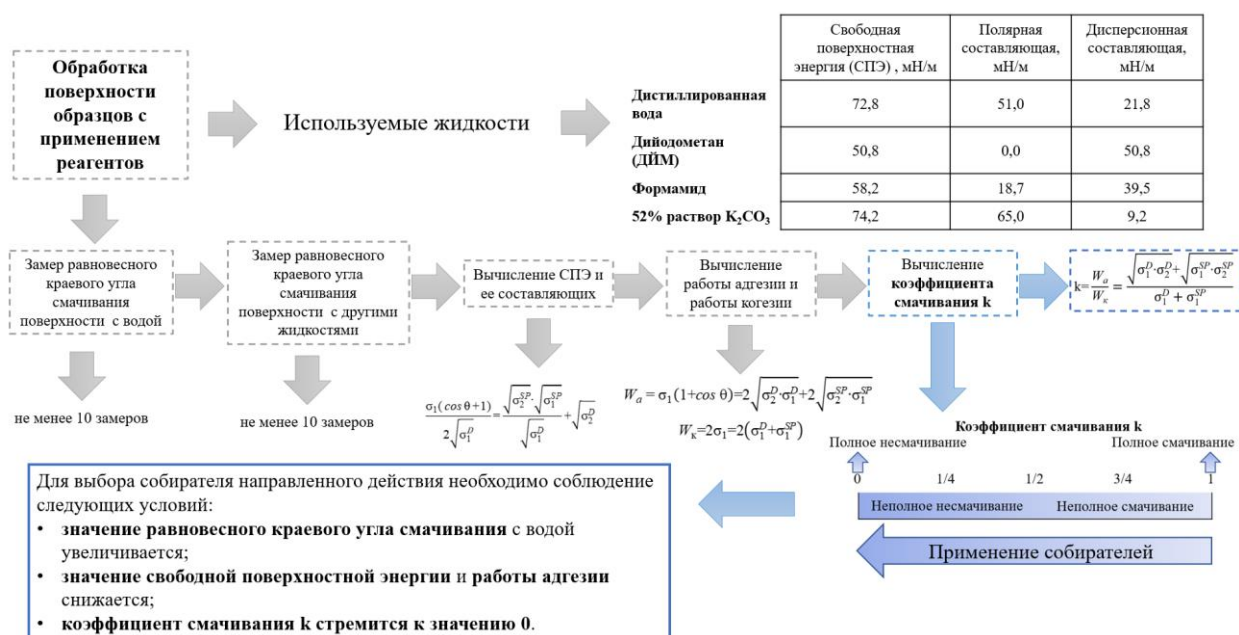 Обработка
поверхности
образцов с
применением
реагентов
Используемые жидкости
Свободная
поверхностная
энергия (СПЭ) , мН/м
Полярная
составляющая,
мН/м
Дисперсионная
составляющая,
мН/м
Дистиллированная
вода
72,8
51,0
21,8
Дийодометан
(ДЙМ)
50,8
0,0
50,8
Формамид
58,2
18,7
39,5
52% раствор K₂CO₃
74,2
65,0
9,2
Замер равновесного
краевого угла
смачивания
поверхности с водой
Замер равновесного
краевого угла
смачивания
поверхности с другими
жидкостями
Вычисление СПЭ и
ее составляющих
Вычисление
работы адгезии и
работы когезии
Вычисление
коэффициента
смачивания k
k=Wₐ/Wк = (√(σ₁ᴰ·σ₂ᴰ)+√(σ₁ˢᴾ·σ₂ˢᴾ))/(σ₁ᴰ + σ₁ˢᴾ)
не менее 10 замеров
не менее 10 замеров
σ₁(cos θ+1)/(2√σ₁ᴰ) = (√σ₂ˢᴾ·√σ₁ˢᴾ)/√σ₁ᴰ + √σ₂ᴰ
Wₐ = σ₁(1+cos θ)=2√(σ₂ᴰ·σ₁ᴰ)+2√(σ₂ˢᴾ·σ₁ˢᴾ)
Wк=2σ₁=2(σ₁ᴰ+σ₁ˢᴾ)
Коэффициент смачивания k
Полное несмачивание
Полное смачивание
0 1/4 1/2 3/4 1
Неполное несмачивание
Неполное смачивание
Применение собирателей
Для выбора собирателя направленного действия необходимо соблюдение
следующих условий:
• значение равновесного краевого угла смачивания с водой
увеличивается;
• значение свободной поверхностной энергии и работы адгезии
снижается;
• коэффициент смачивания k стремится к значению 0.